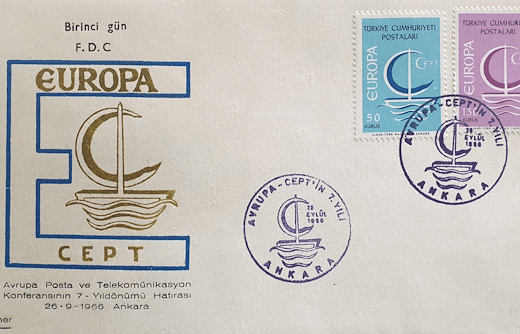 Birinci gün
F.D.C
EUROPA
CEPT
Avrupa Posta ve Telekomünikasyon
Konferansının 7-Yıldönümü Hatırası
26-9-1966 Ankara
TÜRKİYE CUMHURİYETİ
POSTALARI
EUROPA
CEPT
50
KURUŞ
TÜRKİYE CUMHURİYETİ
POSTALARI
EUROPA
130
KURUŞ
AVRUPA-CEPT'İN 7.YILI
26
EYLÜL
1966
ANKARA
AVRUPA-CEPT'İN 7.YILI
26
EYLÜL
1966
ANKARA